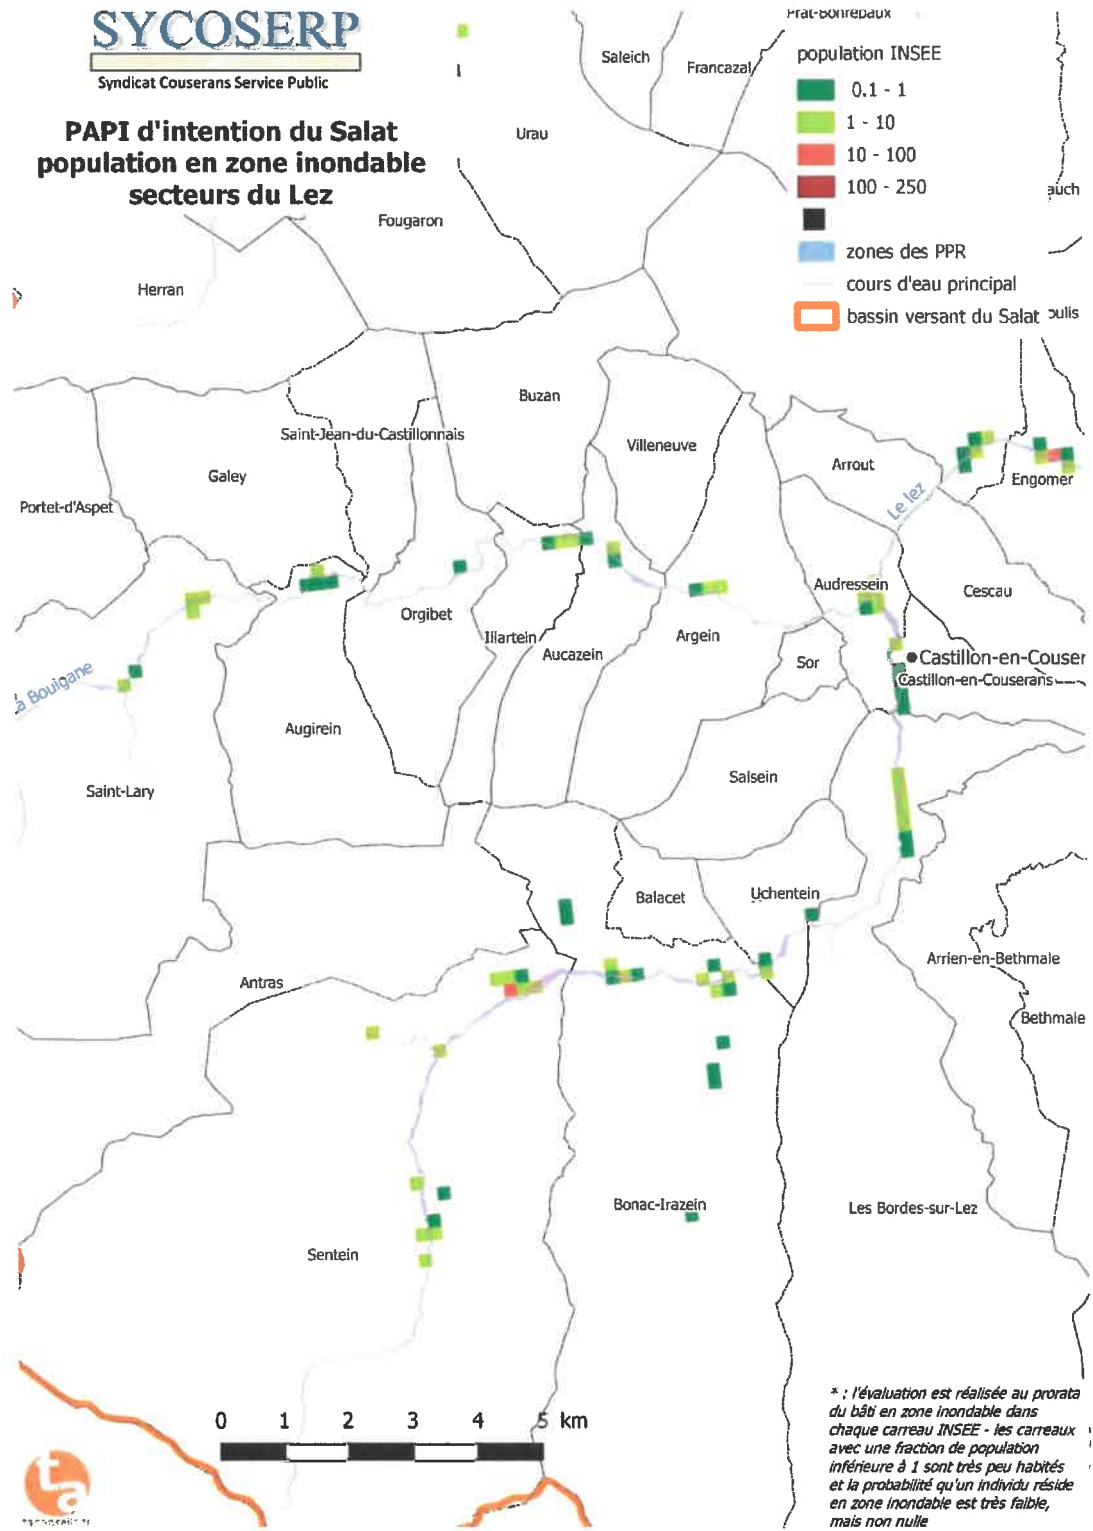 SYCOSERP
Syndicat Couserans Service Public
PAPI d'intention du Salat
population en zone inondable
secteurs du Lez
Prat-Bonrepaux
population INSEE
0.1 - 1
1 - 10
10 - 100
100 - 250
zones des PPR
cours d'eau principal
bassin versant du Salat
Saleich
Francazal
Urau
auch
Fougaron
Herran
oulis
Buzan
Saint-Jean-du-Castillonnais
Villeneuve
Galey
Arrout
Engomer
Portet-d'Aspet
Le lez
Audressein
Cescau
Orgibet
Illartein
Aucazein
Argein
Sor
Castillon-en-Couser
Castillon-en-Couserans
a Bouigane
Augirein
Saint-Lary
Salsein
Balacet
Uchentein
Antras
Arrien-en-Bethmale
Bethmale
Bonac-Irazein
Les Bordes-sur-Lez
Sentein
0 1 2 3 4 5 km
* : l'évaluation est réalisée au prorata
du bâti en zone inondable dans
chaque carreau INSEE - les carreaux
avec une fraction de population
inférieure à 1 sont très peu habités
et la probabilité qu'un individu réside
en zone inondable est très faible,
mais non nulle
ta